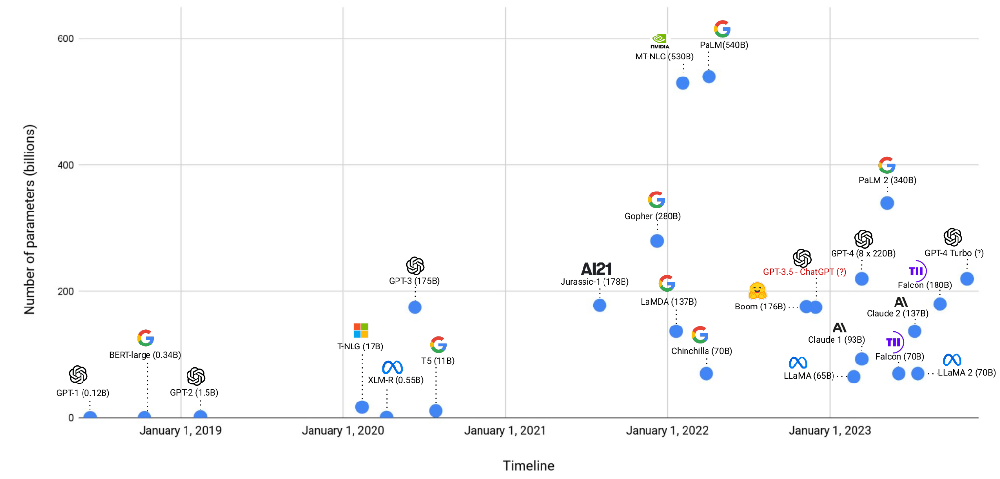 Number of parameters (billions)
600
400
200
0
NVIDIA.
MT-NLG (530B)
PaLM(540B)
PaLM 2 (340B)
Gopher (280B)
GPT-3 (175B)
AI21
Jurassic-1 (178B)
LaMDA (137B)
Chinchilla (70B)
GPT-3.5 - ChatGPT (?)
Boom (176B)
GPT-4 (8 x 220B)
GPT-4 Turbo (?)
TII
Falcon (180B)
A\
Claude 2 (137B)
A\
Claude 1 (93B)
TII
Falcon (70B)
LLaMA (65B)
LLaMA 2 (70B)
BERT-large (0.34B)
GPT-1 (0.12B)
GPT-2 (1.5B)
T-NLG (17B)
XLM-R (0.55B)
T5 (11B)
January 1, 2019
January 1, 2020
January 1, 2021
January 1, 2022
January 1, 2023
Timeline